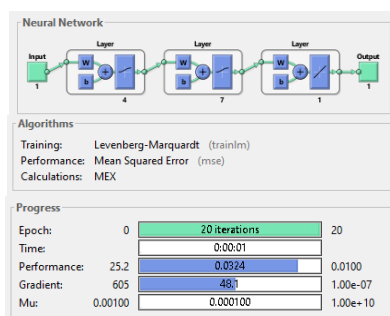 Neural Network
Layer Layer Layer
Input Output
W W W
b b b
+ + +
1 4 7 1 1
Algorithms
Training: Levenberg-Marquardt (trainlm)
Performance: Mean Squared Error (mse)
Calculations: MEX
Progress
Epoch: 0 20 iterations 20
Time: 0:00:01
Performance: 25.2 0.0324 0.0100
Gradient: 605 48.1 1.00e-07
Mu: 0.00100 0.000100 1.00e+10